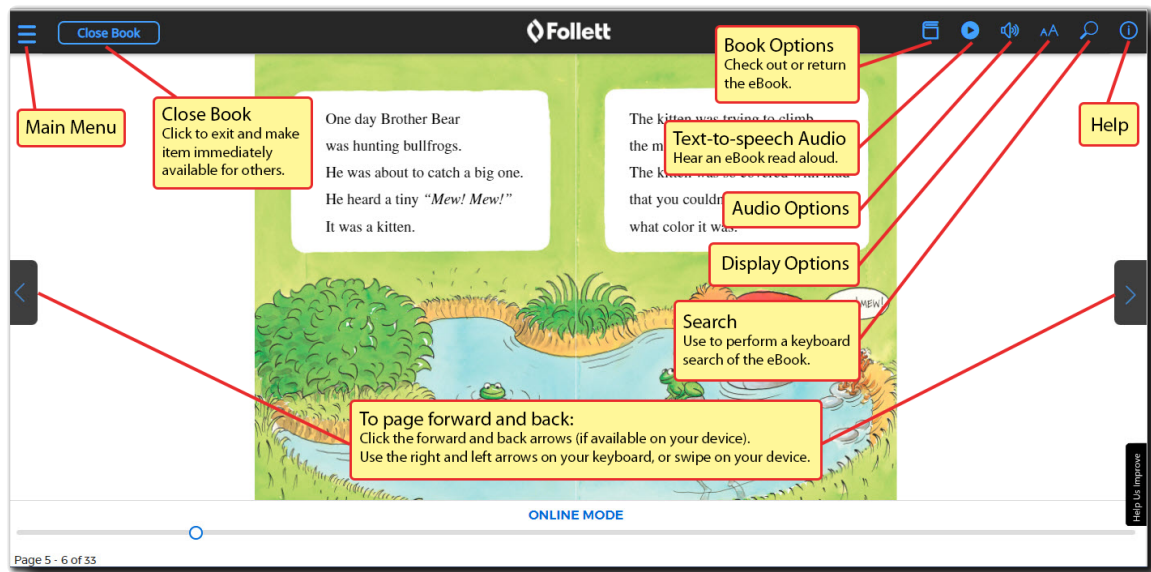 Close Book
Follett
AA
Book Options
Check out or return
the eBook.
Main Menu
Close Book
Click to exit and make
item immediately
available for others.
Text-to-speech Audio
Hear an eBook read aloud.
Help
Audio Options
Display Options
Search
Use to perform a keyboard
search of the eBook.
One day Brother Bear
was hunting bullfrogs.
He was about to catch a big one.
He heard a tiny “Mew! Mew!”
It was a kitten.
The kitten was trying to climb
the
The
that you
what color it was.
MEW!
To page forward and back:
Click the forward and back arrows (if available on your device).
Use the right and left arrows on your keyboard, or swipe on your device.
Help Us Improve
ONLINE MODE
Page 5 - 6 of 33